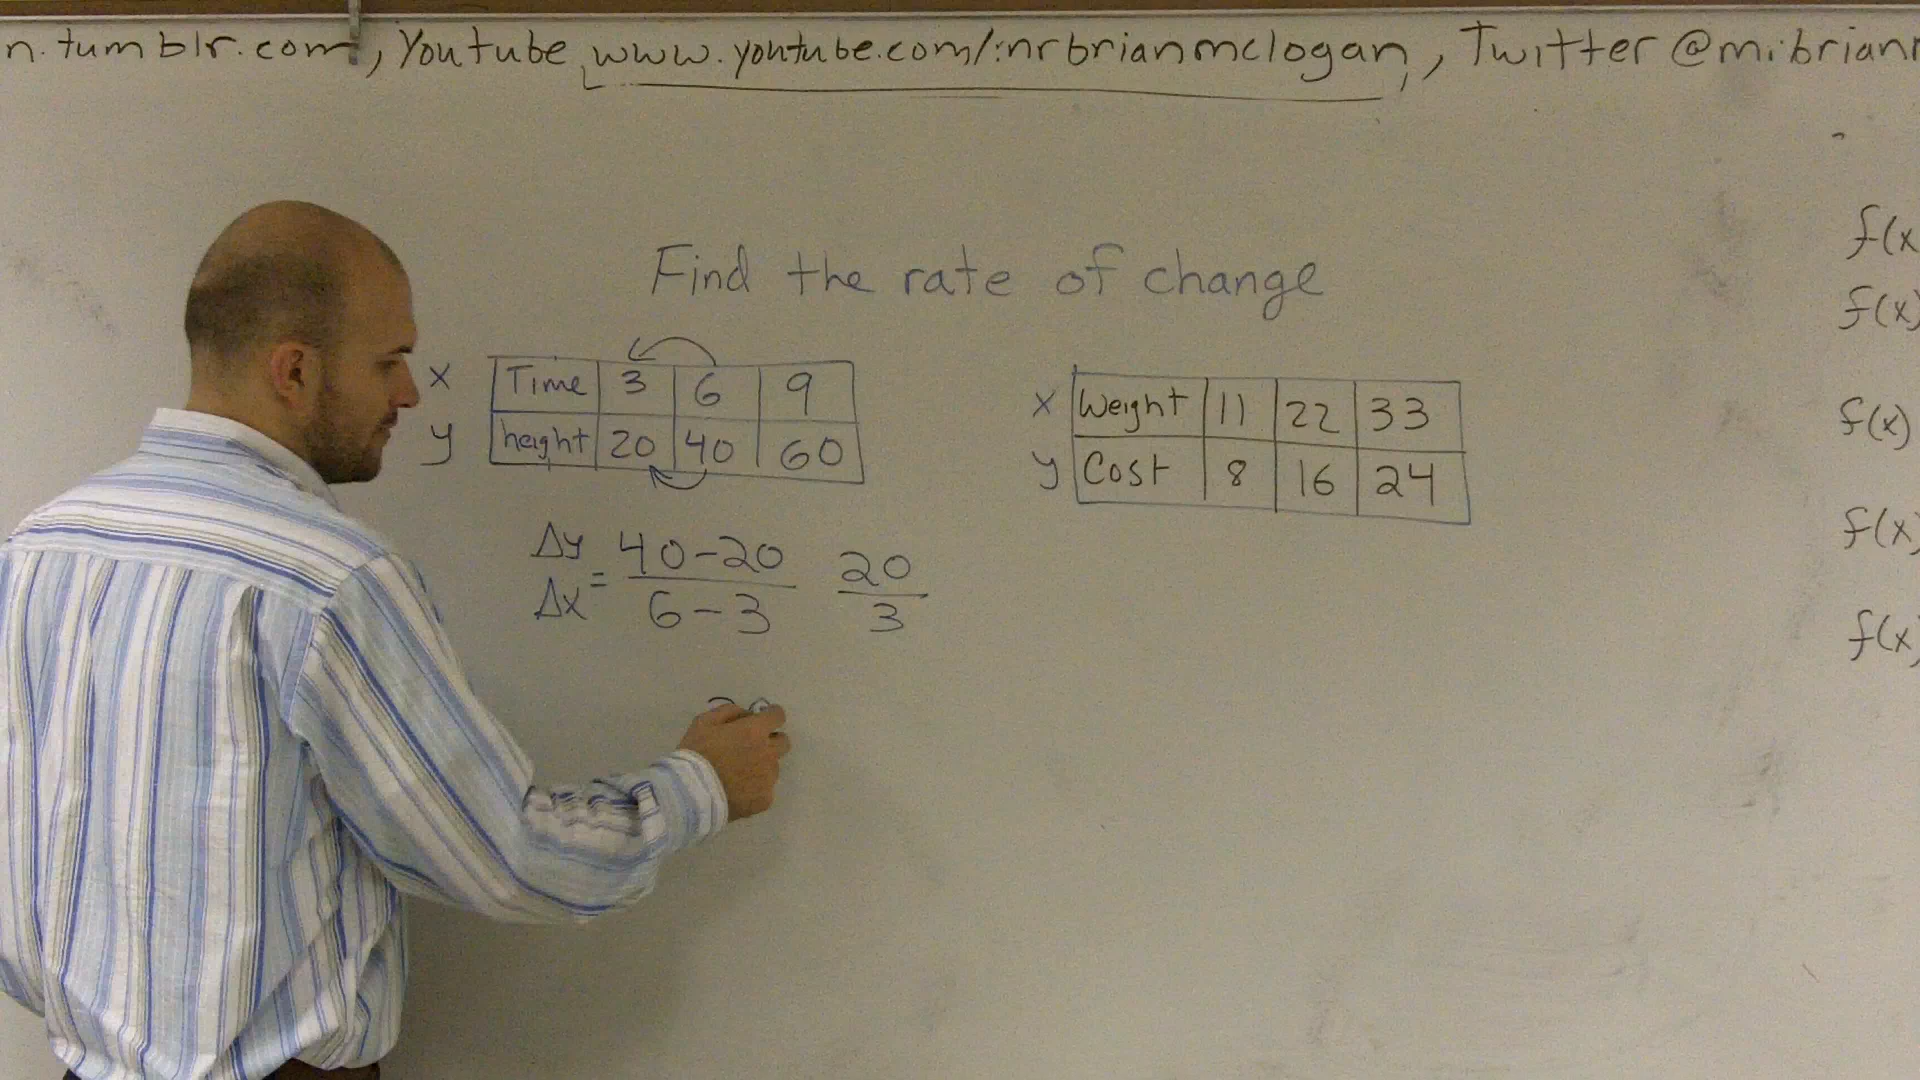 n.tumblr.com, Youtube www.youtube.com/mrbrianmclogan, Twitter @mrbrianm
Find the rate of change
x Time 3 6 9
y height 20 40 60
x Weight 11 22 33
y Cost 8 16 24
Δy/Δx = 40-20/6-3 20/3
f(x
f(x)
f(x)
f(x)
f(x)